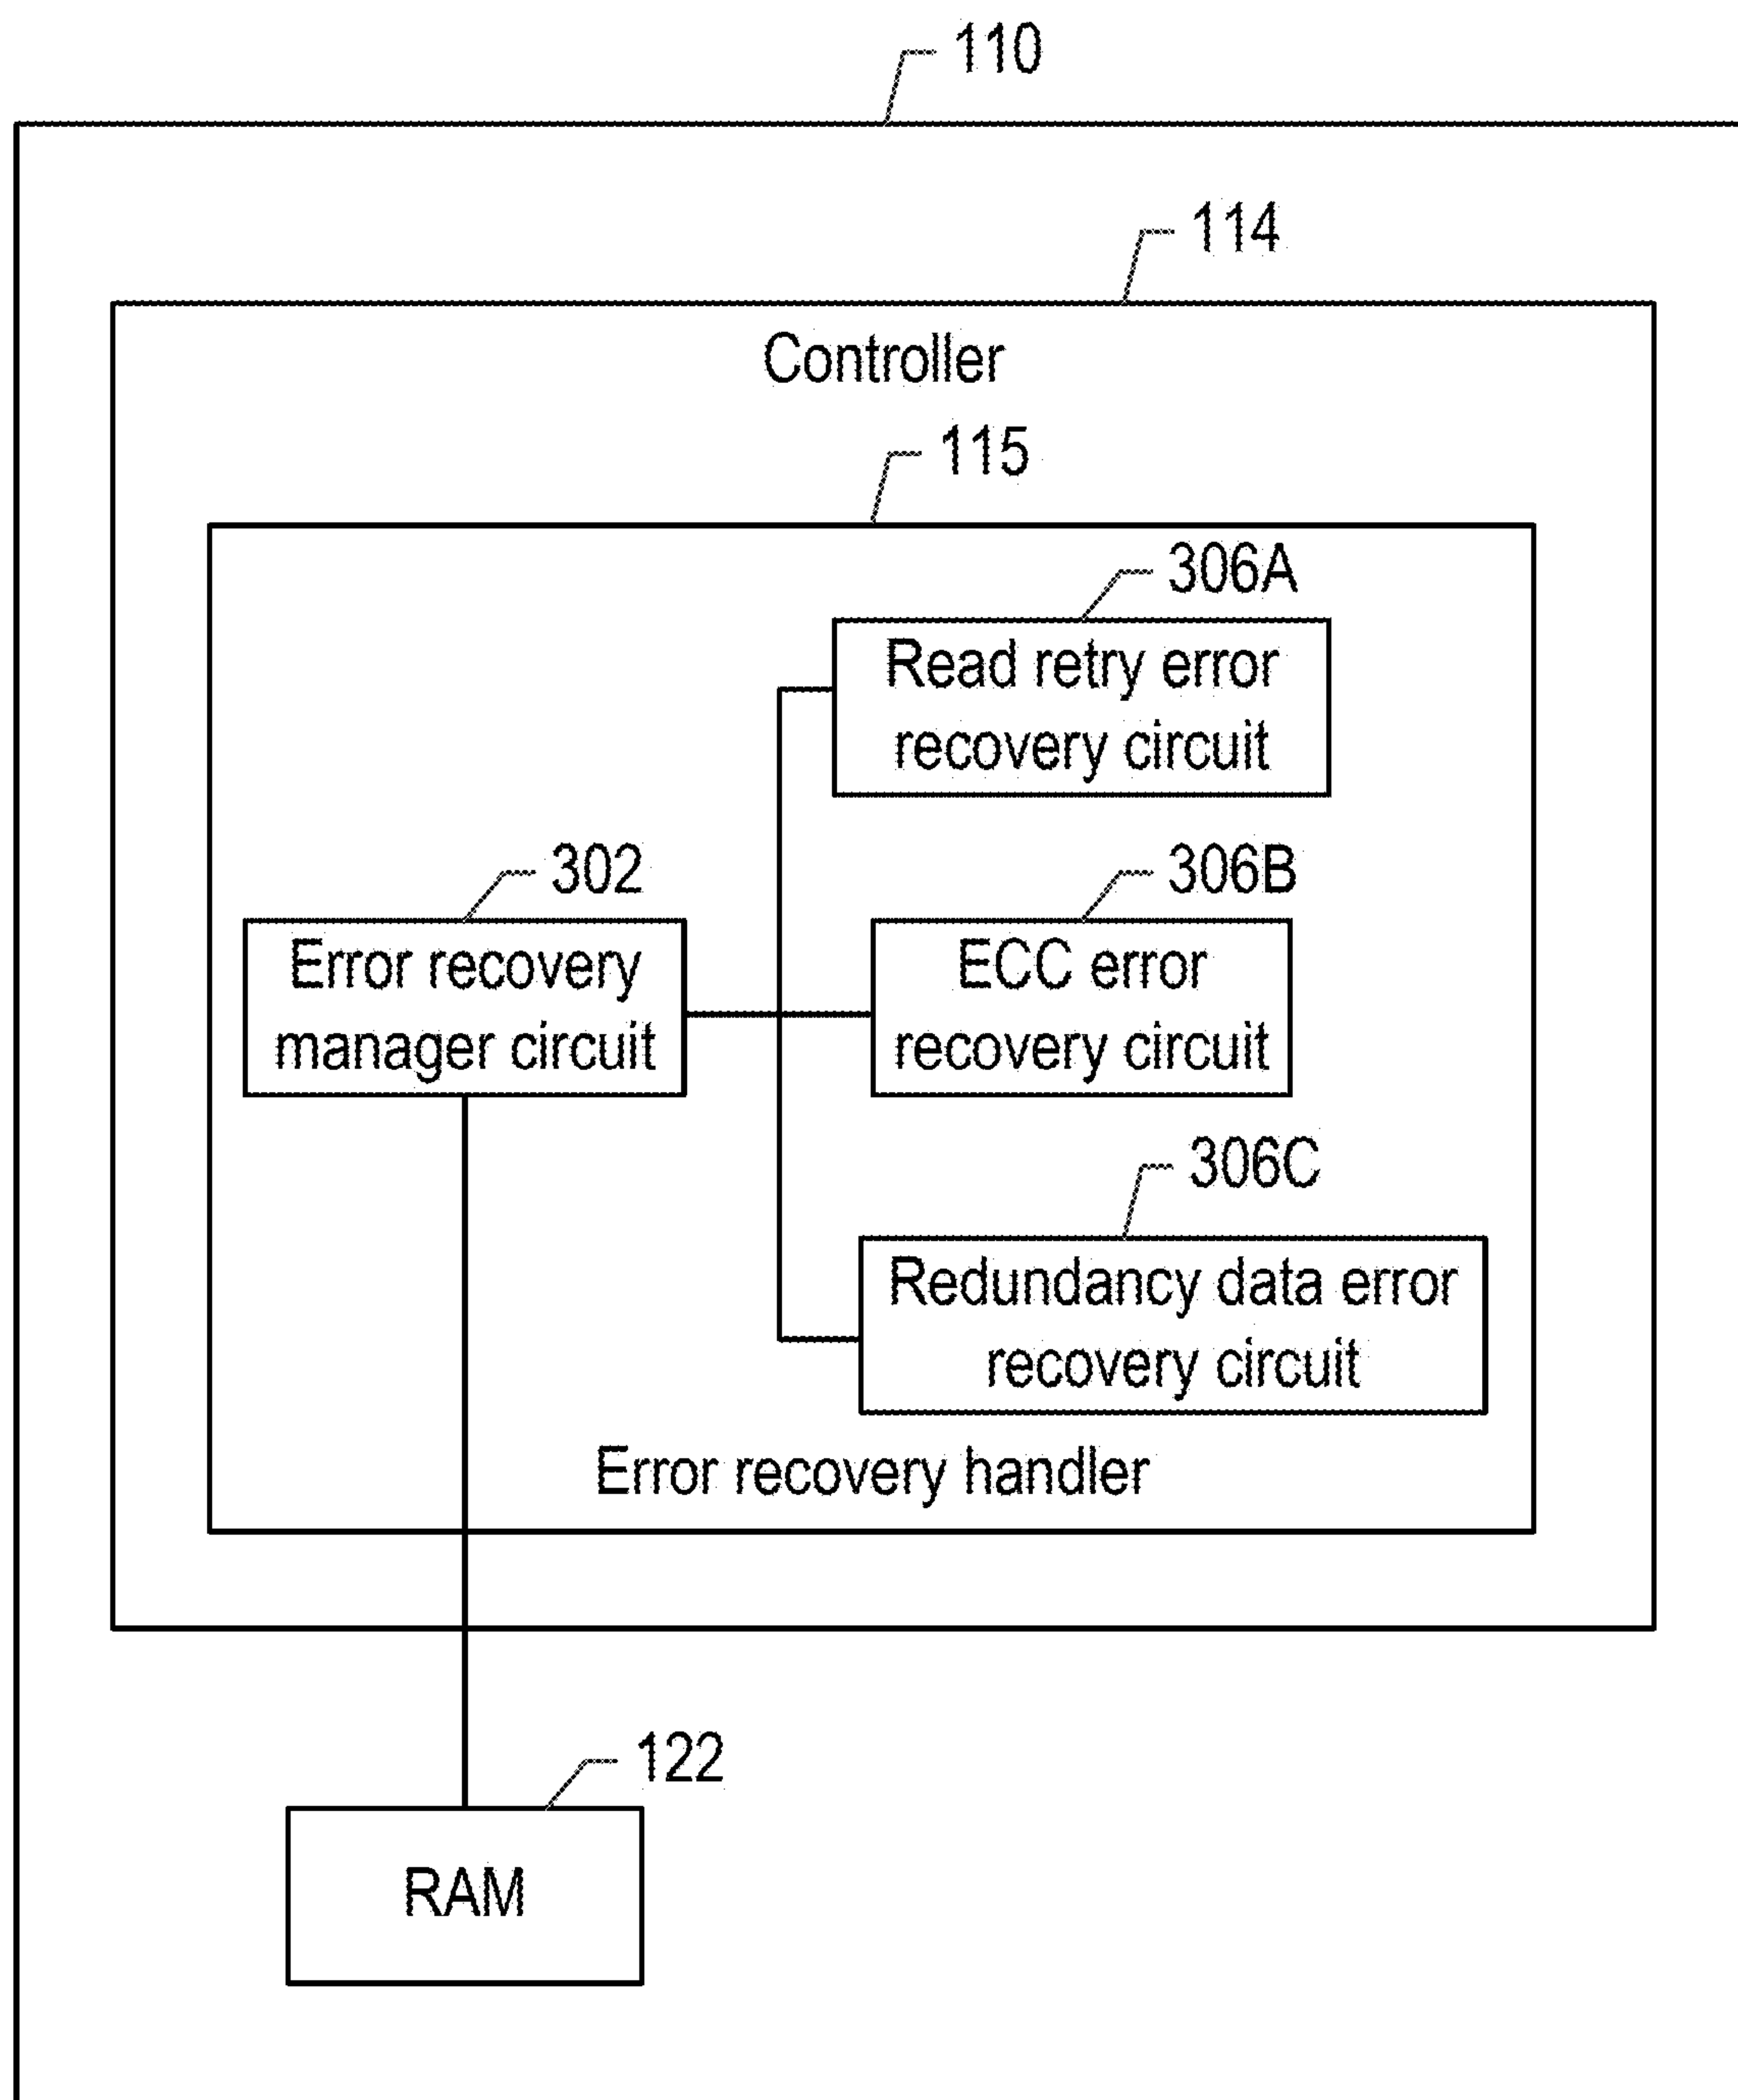 110
114
Controller
115
306A
Read retry error
recovery circuit
302
306B
Error recovery
manager circuit
ECC error
recovery circuit
306C
Redundancy data error
recovery circuit
Error recovery handler
122
RAM